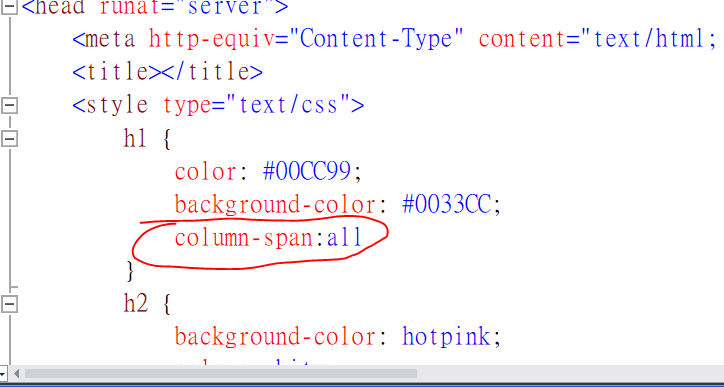 <head runat="server">
<meta http-equiv="Content-Type" content="text/html;
<title></title>
<style type="text/css">
h1 {
color: #00CC99;
background-color: #0033CC;
column-span:all
}
h2 {
background-color: hotpink;